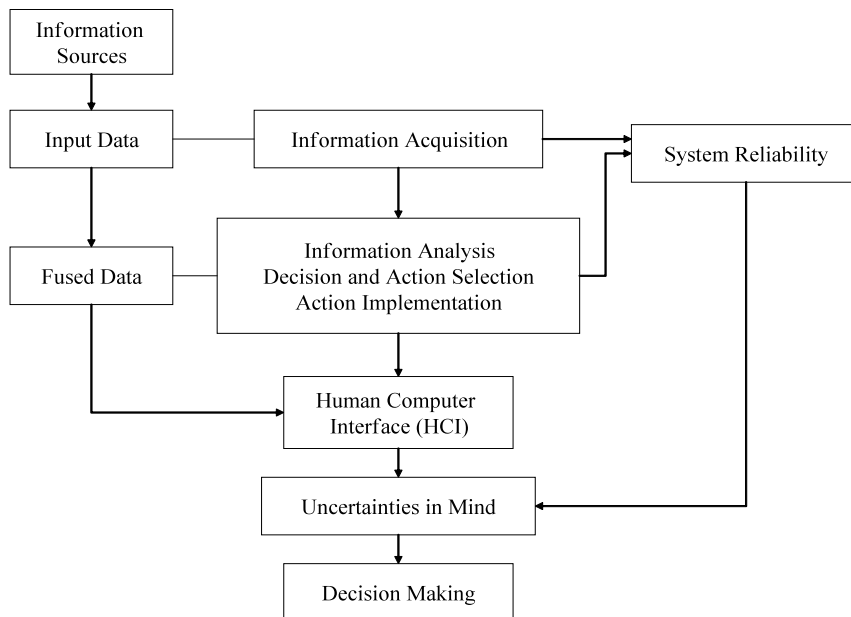 Information
Sources
Input Data
Information Acquisition
System Reliability
Information Analysis
Decision and Action Selection
Action Implementation
Fused Data
Human Computer
Interface (HCI)
Uncertainties in Mind
Decision Making